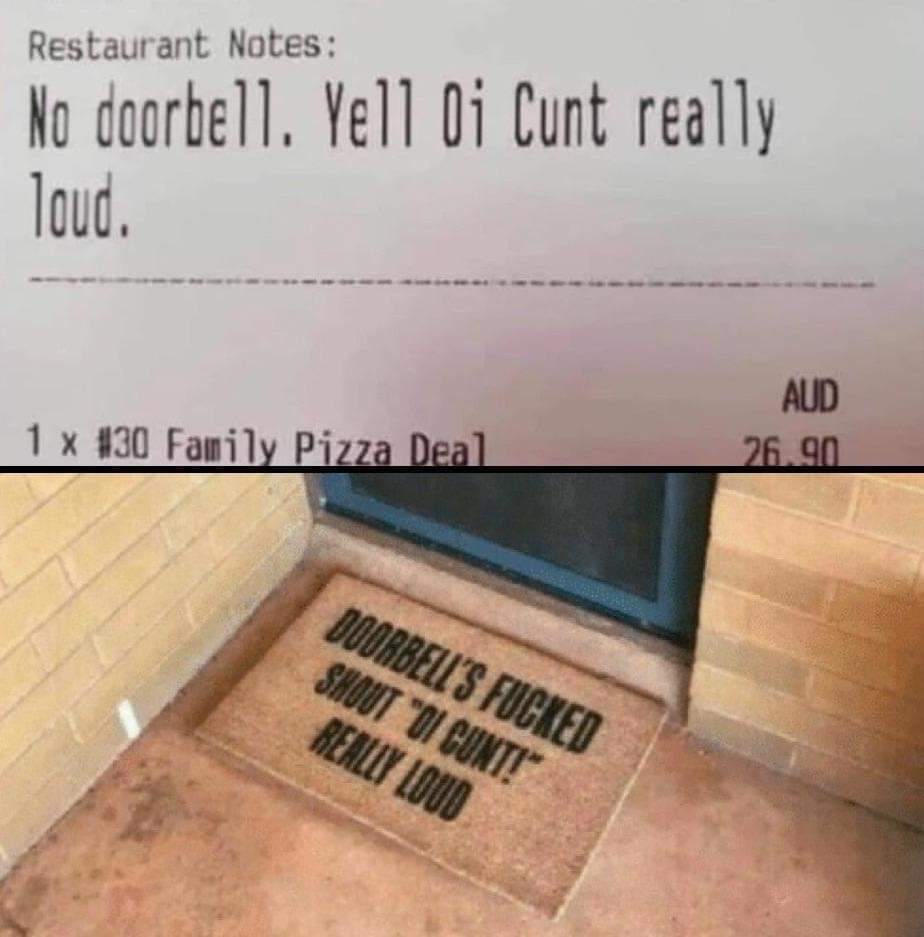 Restaurant Notes:
No doorbell. Yell Oi Cunt really
loud.
AUD
1 x #30 Family Pizza Deal 26.90
DOORBELL'S FUCKED
SHOUT "OI CUNT!"
REALLY LOUD